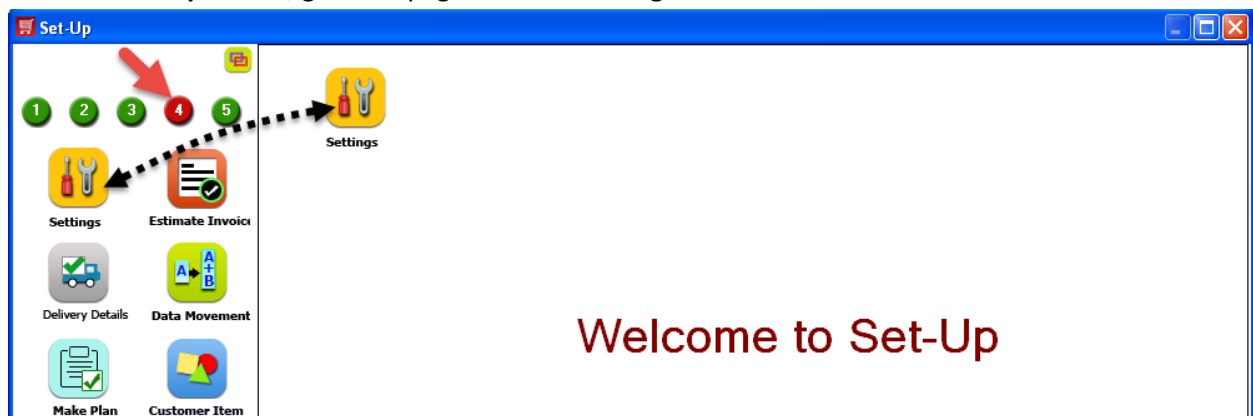 Set-Up
1 2 3 4 5
Settings
Settings
Estimate Invoice
A A+B
Delivery Details
Data Movement
Welcome to Set-Up
Make Plan
Customer Item